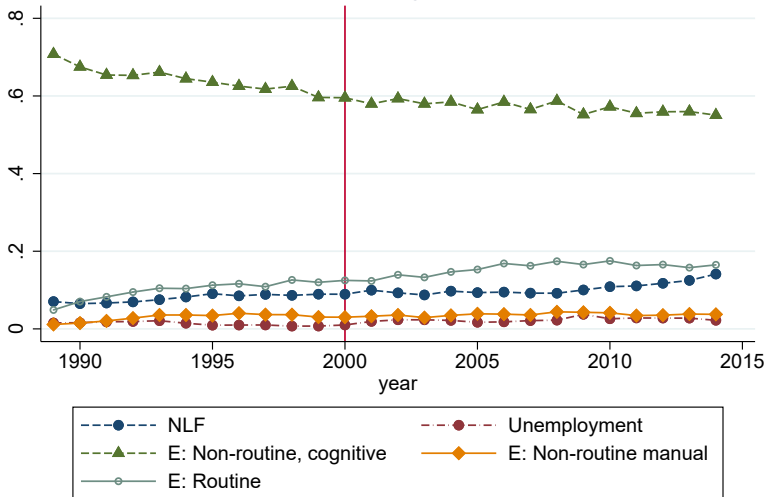 .8
.6
.4
.2
0
1990 1995 2000 2005 2010 2015
year
NLF Unemployment
E: Non-routine, cognitive E: Non-routine manual
E: Routine